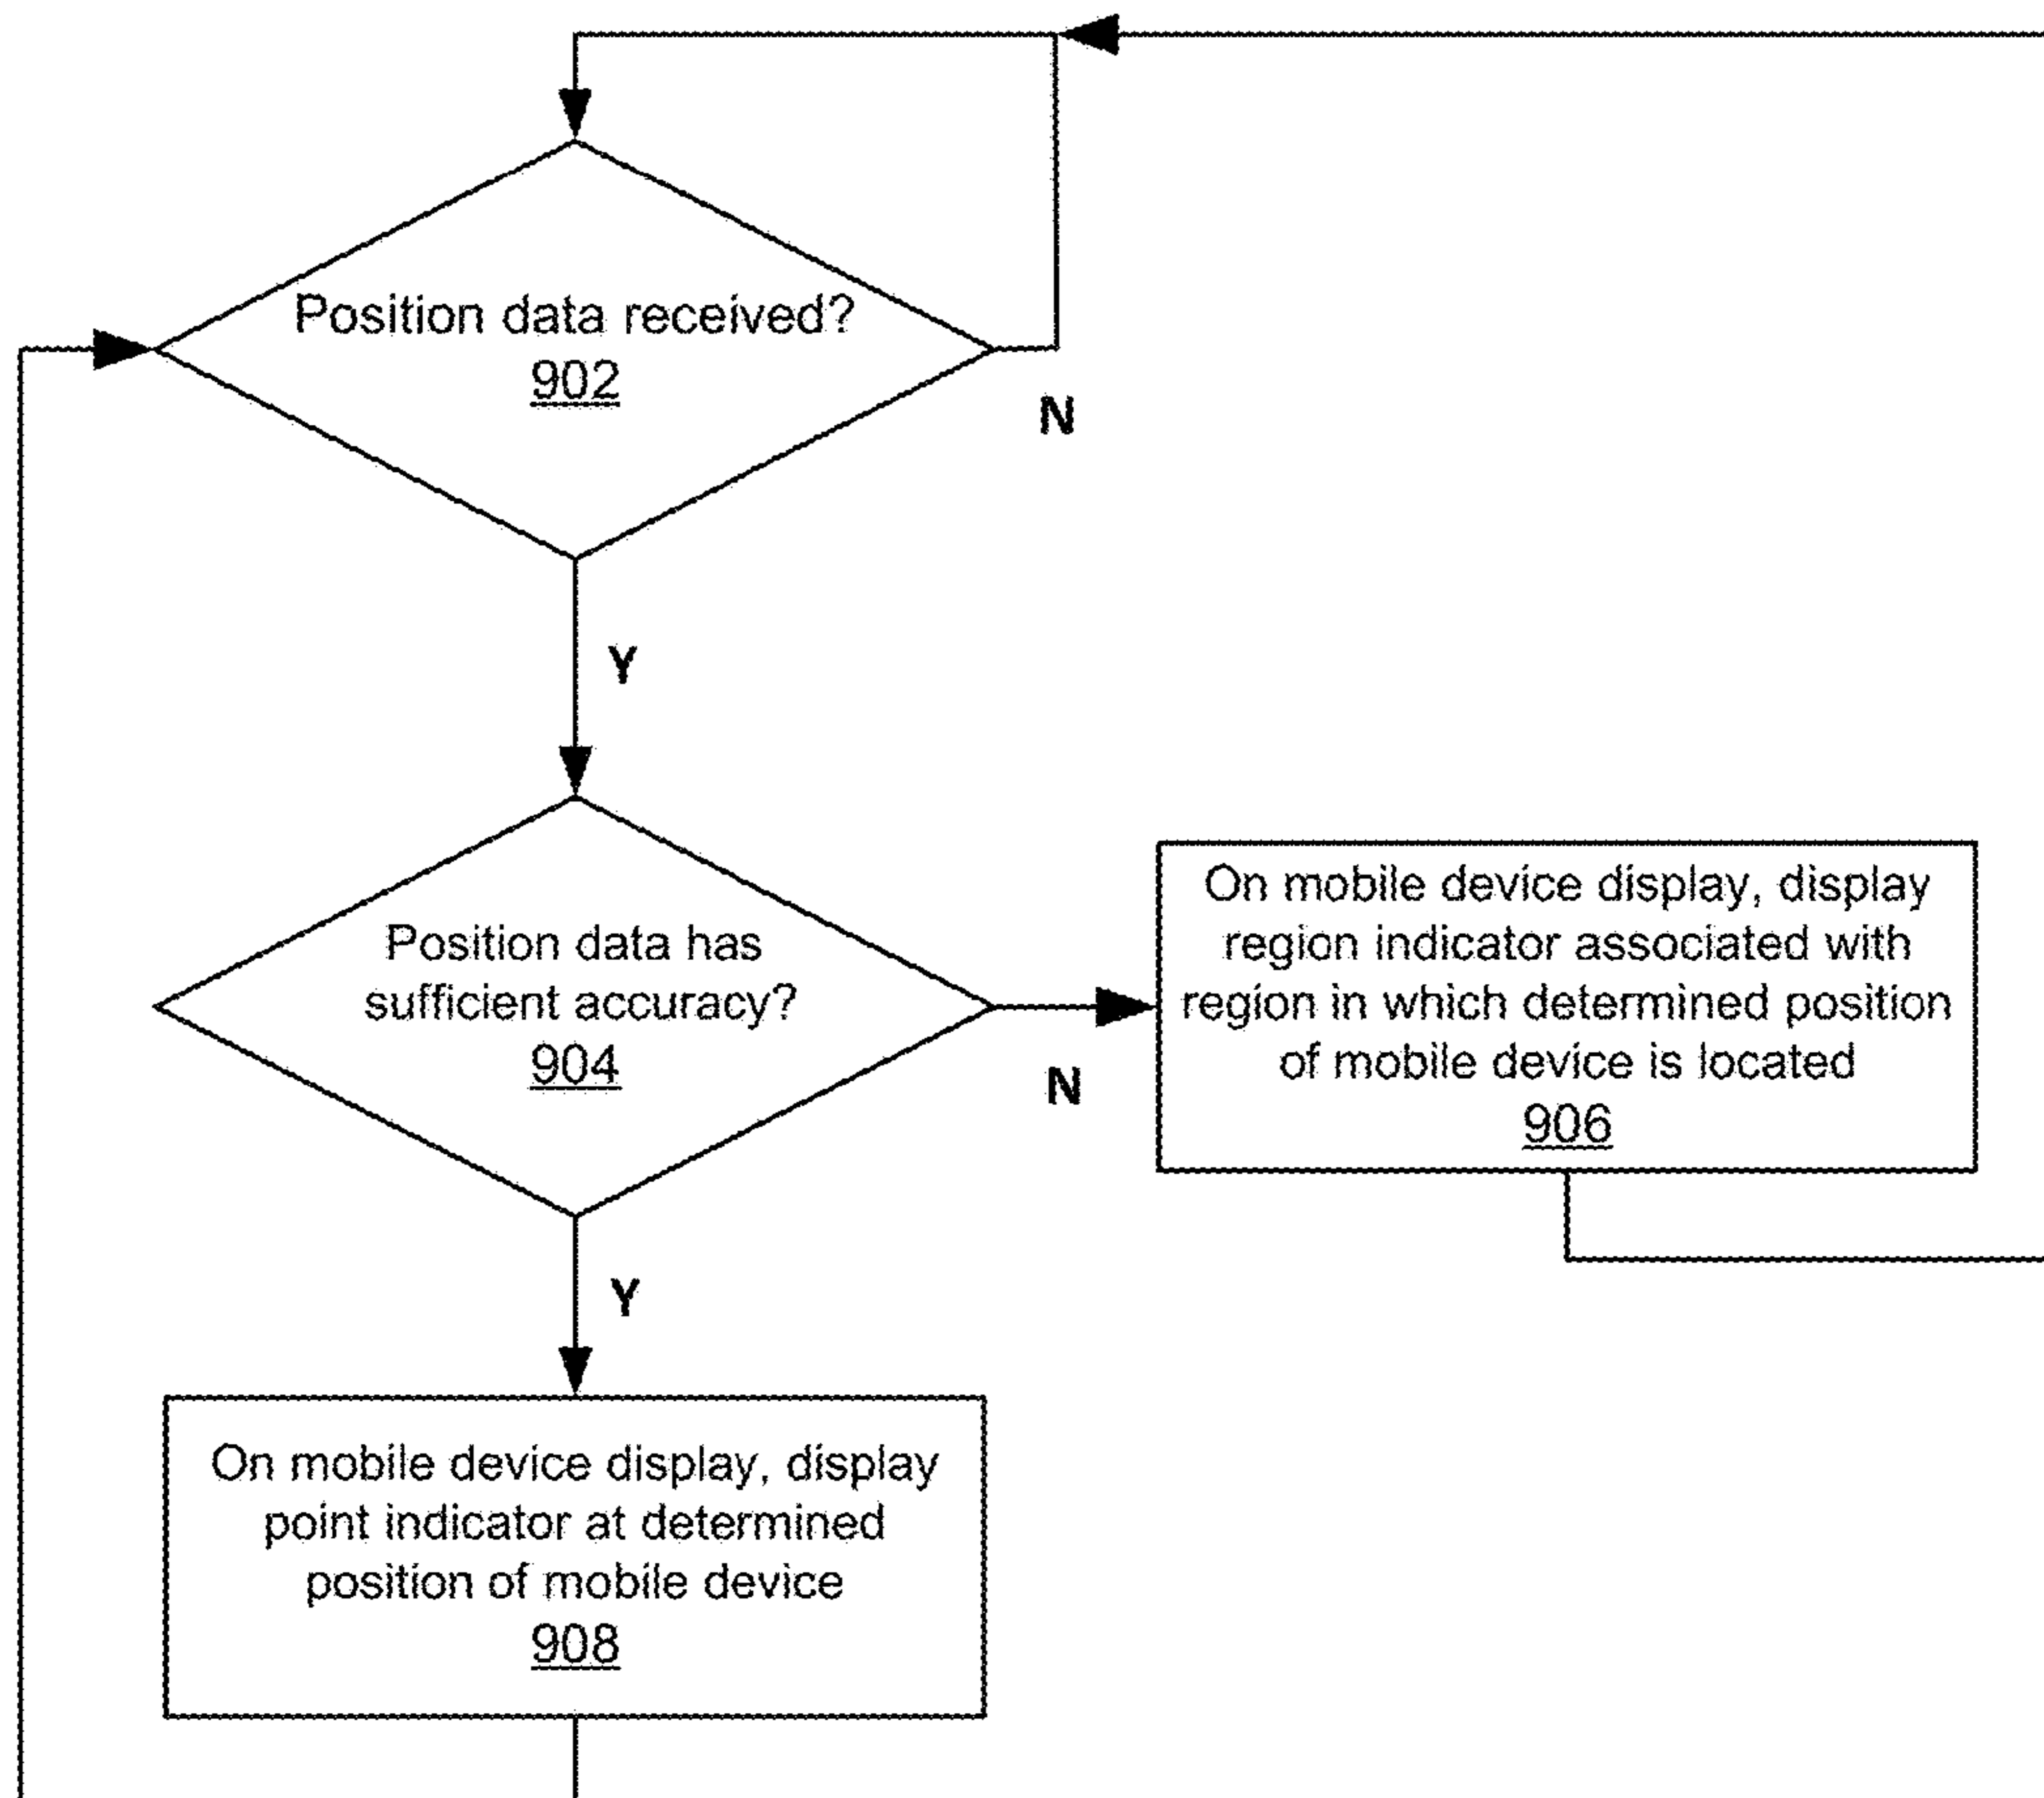 Position data received?
902
N
Y
Position data has
sufficient accuracy?
904
N
On mobile device display, display
region indicator associated with
region in which determined position
of mobile device is located
906
Y
On mobile device display, display
point indicator at determined
position of mobile device
908